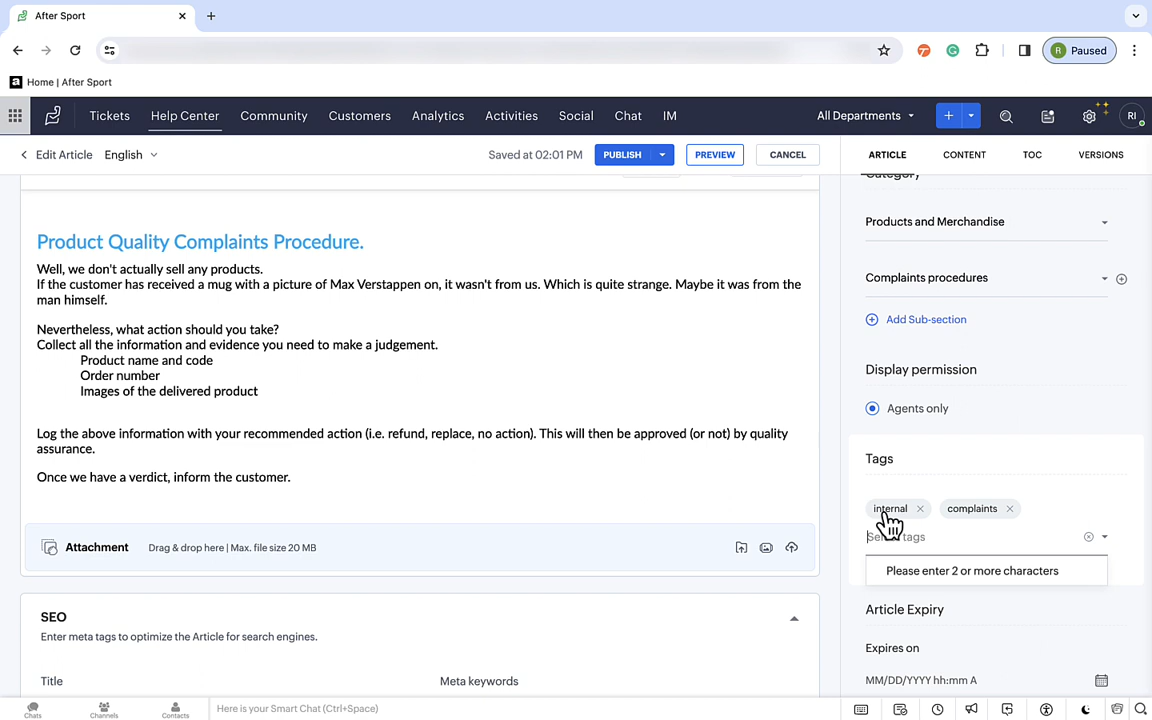 After Sport
R Paused
a Home | After Sport
Tickets Help Center Community Customers Analytics Activities Social Chat IM All Departments RI
Edit Article English Saved at 02:01 PM PUBLISH PREVIEW CANCEL ARTICLE CONTENT TOC VERSIONS
Category
Products and Merchandise
Product Quality Complaints Procedure.
Well, we don't actually sell any products.
If the customer has received a mug with a picture of Max Verstappen on, it wasn't from us. Which is quite strange. Maybe it was from the
man himself.
Nevertheless, what action should you take?
Collect all the information and evidence you need to make a judgement.
Product name and code
Order number
Images of the delivered product
Log the above information with your recommended action (i.e. refund, replace, no action). This will then be approved (or not) by quality
assurance.
Once we have a verdict, inform the customer.
Complaints procedures
Add Sub-section
Display permission
Agents only
Tags
internal complaints
Select tags
Please enter 2 or more characters
Attachment Drag & drop here | Max. file size 20 MB
SEO
Enter meta tags to optimize the Article for search engines.
Title Meta keywords
Article Expiry
Expires on
MM/DD/YYYY hh:mm A
Chats Channels Contacts Here is your Smart Chat (Ctrl+Space)